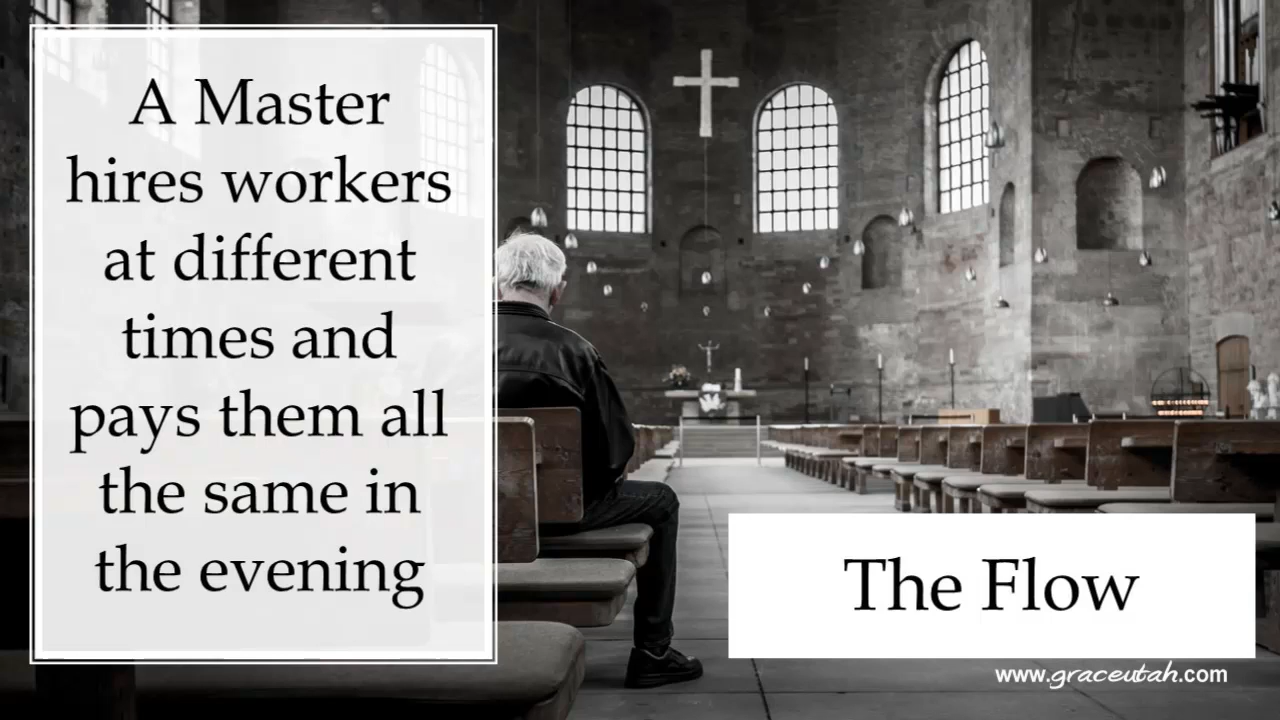 A Master
hires workers
at different
times and
pays them all
the same in
the evening
The Flow
www.graceutah.com